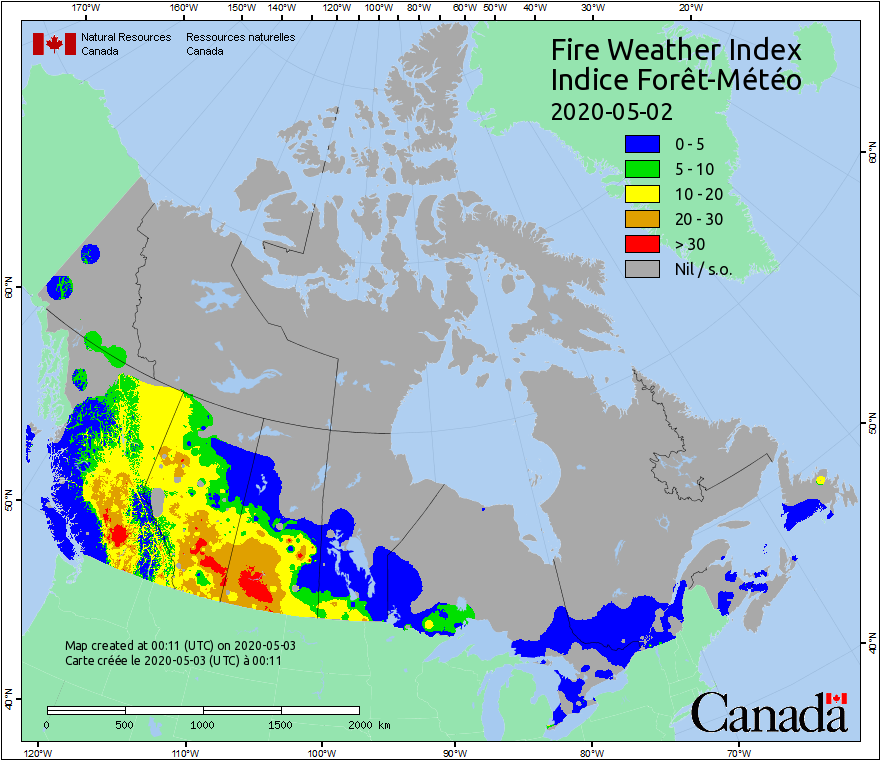 170°W 160°W 150°W 140°W 130°W 120°W 110°W 100°W 90°W 80°W 60°W 50°W 40°W 30°W 20°W
Natural Resources Canada
Ressources naturelles Canada
Fire Weather Index
Indice Forêt-Météo
2020-05-02
0 - 5
5 - 10
10 - 20
20 - 30
> 30
Nil / s.o.
60°N
60°N
50°N
50°N
40°N
40°N
Map created at 00:11 (UTC) on 2020-05-03
Carte créée le 2020-05-03 (UTC) à 00:11
0 500 1000 1500 2000 km
Canada
120°W 110°W 100°W 90°W 80°W 70°W